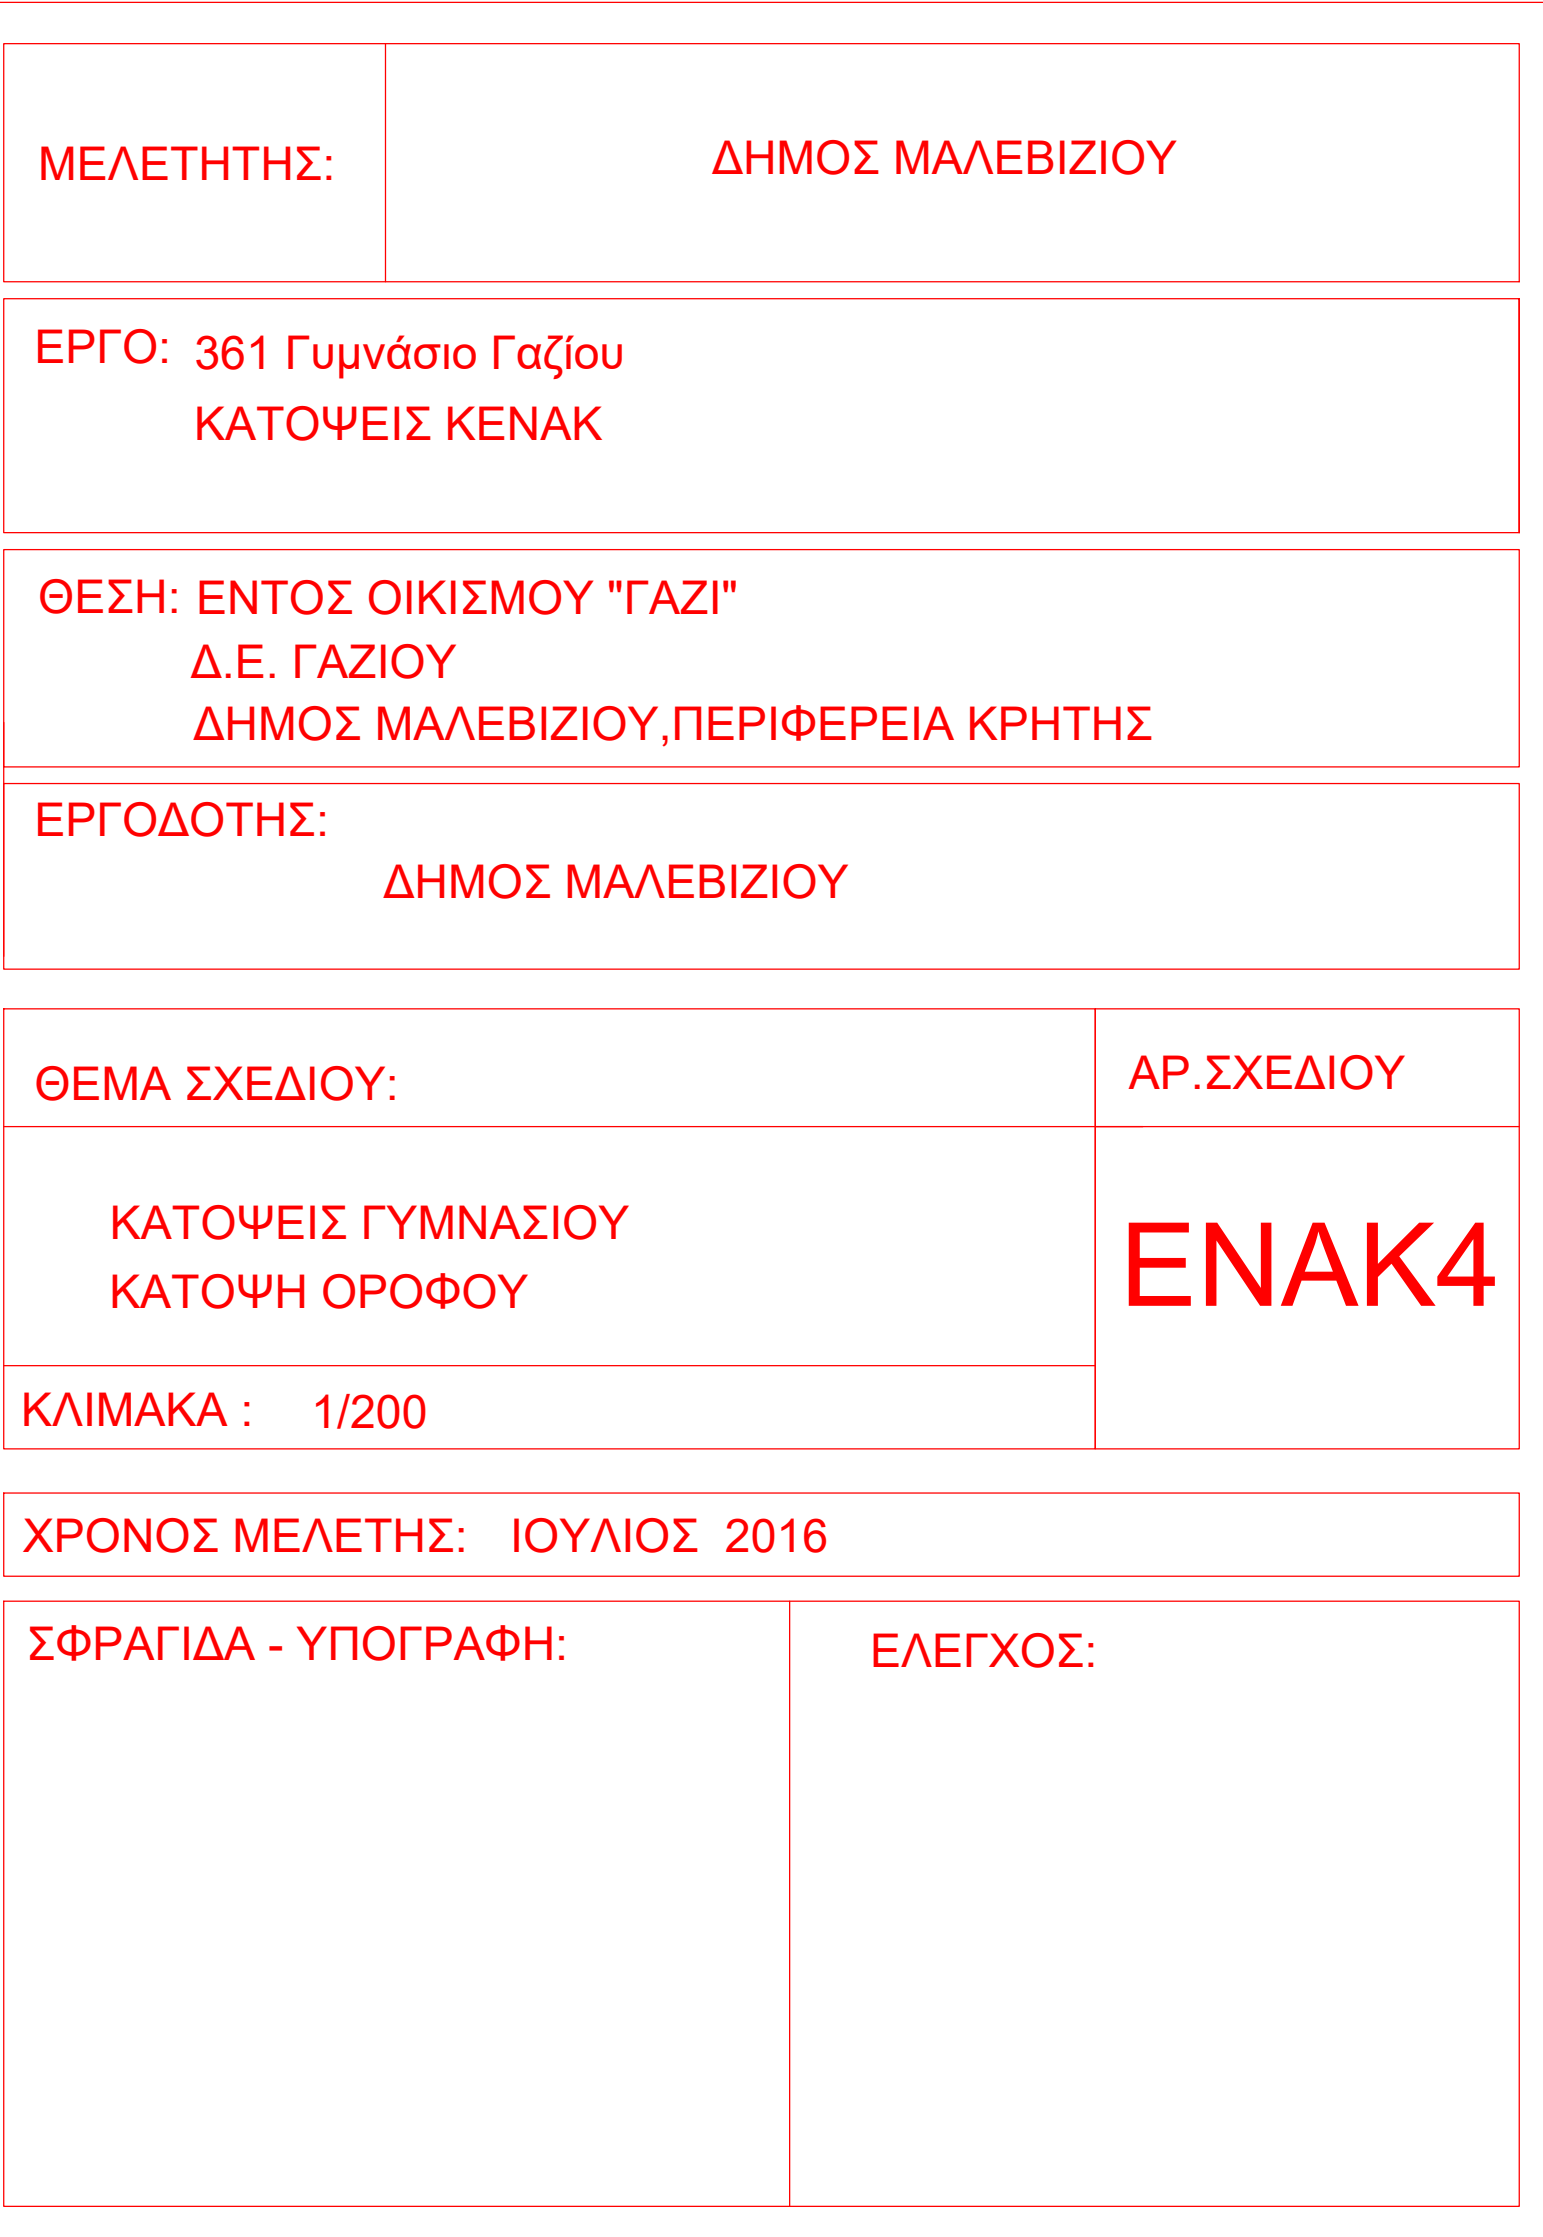 ΜΕΛΕΤΗΤΗΣ: ΔΗΜΟΣ ΜΑΛΕΒΙΖΙΟΥ
ΕΡΓΟ: 361 Γυμνάσιο Γαζίου
ΚΑΤΟΨΕΙΣ ΚΕΝΑΚ
ΘΕΣΗ: ΕΝΤΟΣ ΟΙΚΙΣΜΟΥ "ΓΑΖΙ"
Δ.Ε. ΓΑΖΙΟΥ
ΔΗΜΟΣ ΜΑΛΕΒΙΖΙΟΥ,ΠΕΡΙΦΕΡΕΙΑ ΚΡΗΤΗΣ
ΕΡΓΟΔΟΤΗΣ:
ΔΗΜΟΣ ΜΑΛΕΒΙΖΙΟΥ
ΘΕΜΑ ΣΧΕΔΙΟΥ: ΑΡ.ΣΧΕΔΙΟΥ
ΚΑΤΟΨΕΙΣ ΓΥΜΝΑΣΙΟΥ
ΚΑΤΟΨΗ ΟΡΟΦΟΥ
ΕΝΑΚ4
ΚΛΙΜΑΚΑ : 1/200
ΧΡΟΝΟΣ ΜΕΛΕΤΗΣ: ΙΟΥΛΙΟΣ 2016
ΣΦΡΑΓΙΔΑ - ΥΠΟΓΡΑΦΗ: ΕΛΕΓΧΟΣ: